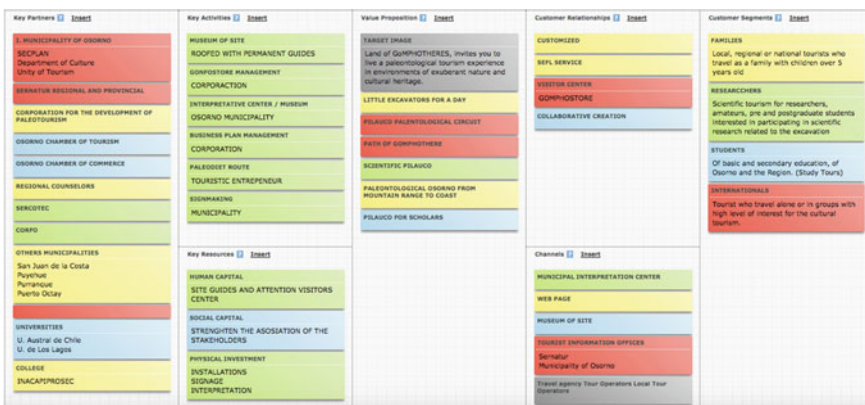 Key Partners ? Insert
1. MUNICIPALITY OF OSORNO
SECPLAN
Department of Culture
Unity of Tourism
SERNATUR REGIONAL AND PROVINCIAL
CORPORATION FOR THE DEVELOPMENT OF
PALEOTOURISM
OSORNO CHAMBER OF TOURISM
OSORNO CHAMBER OF COMMERCE
REGIONAL COUNSELORS
SERCOTEC
CORFO
OTHERS MUNICIPALITIES
San Juan de la Costa
Puyehue
Purranque
Puerto Octay
UNIVERSITIES
U. Austral de Chile
U. de Los Lagos
COLLEGE
INACAPIPROSEC
Key Activities ? Insert
MUSEUM OF SITE
ROOFED WITH PERMANENT GUIDES
GONFOSTORE MANAGEMENT
CORPORACTION
INTERPRETATIVE CENTER / MUSEUM
OSORNO MUNICIPALITY
BUSINESS PLAN MANAGEMENT
CORPORATION
PALEODIET ROUTE
TOURISTIC ENTREPENEUR
SIGNMAKING
MUNICIPALITY
Key Resources ? Insert
HUMAN CAPITAL
SITE GUIDES AND ATTENTION VISITORS
CENTER
SOCIAL CAPITAL
STRENGHTEN THE ASOSIATION OF THE
STAKEHOLDERS
PHYSICAL INVESTMENT
INSTALLATIONS
SIGNAGE
INTERPRETATION
Value Proposition ? Insert
TARGET IMAGE
Land of GoMPHOTHERES, invites you to
live a paleontological tourism experience
in environments of exuberant nature and
cultural heritage.
LITTLE EXCAVATORS FOR A DAY
PILAUCO PALENTOLOGICAL CIRCUIT
PATH OF GOMPHOTHERE
SCIENTIFIC PILAUCO
PALEONTOLOGICAL OSORNO FROM
MOUNTAIN RANGE TO COAST
PILAUCO FOR SCHOLARS
Customer Relationships ? Insert
CUSTOMIZED
SEFL SERVICE
VISITOR CENTER
GOMPHOSTORE
COLLABORATIVE CREATION
Channels ? Insert
MUNICIPAL INTERPRETATION CENTER
WEB PAGE
MUSEUM OF SITE
TOURIST INFORMATION OFFICES
Sernatur
Municipality of Osorno
Travel agency Tour Operators Local Tour
Operators
Customer Segments ? Insert
FAMILIES
Local, regional or national tourists who
travel as a family with children over 5
years old
RESEARCCHERS
Scientific tourism for researchers,
amateurs, pre and postgraduate students
interested in participating in scientific
research related to the excavation
STUDENTS
Of basic and secondary education, of
Osorno and the Region. (Study Tours)
INTERNATIONALS
Tourist who travel alone or in groups with
high level of interest for the cultural
tourism.